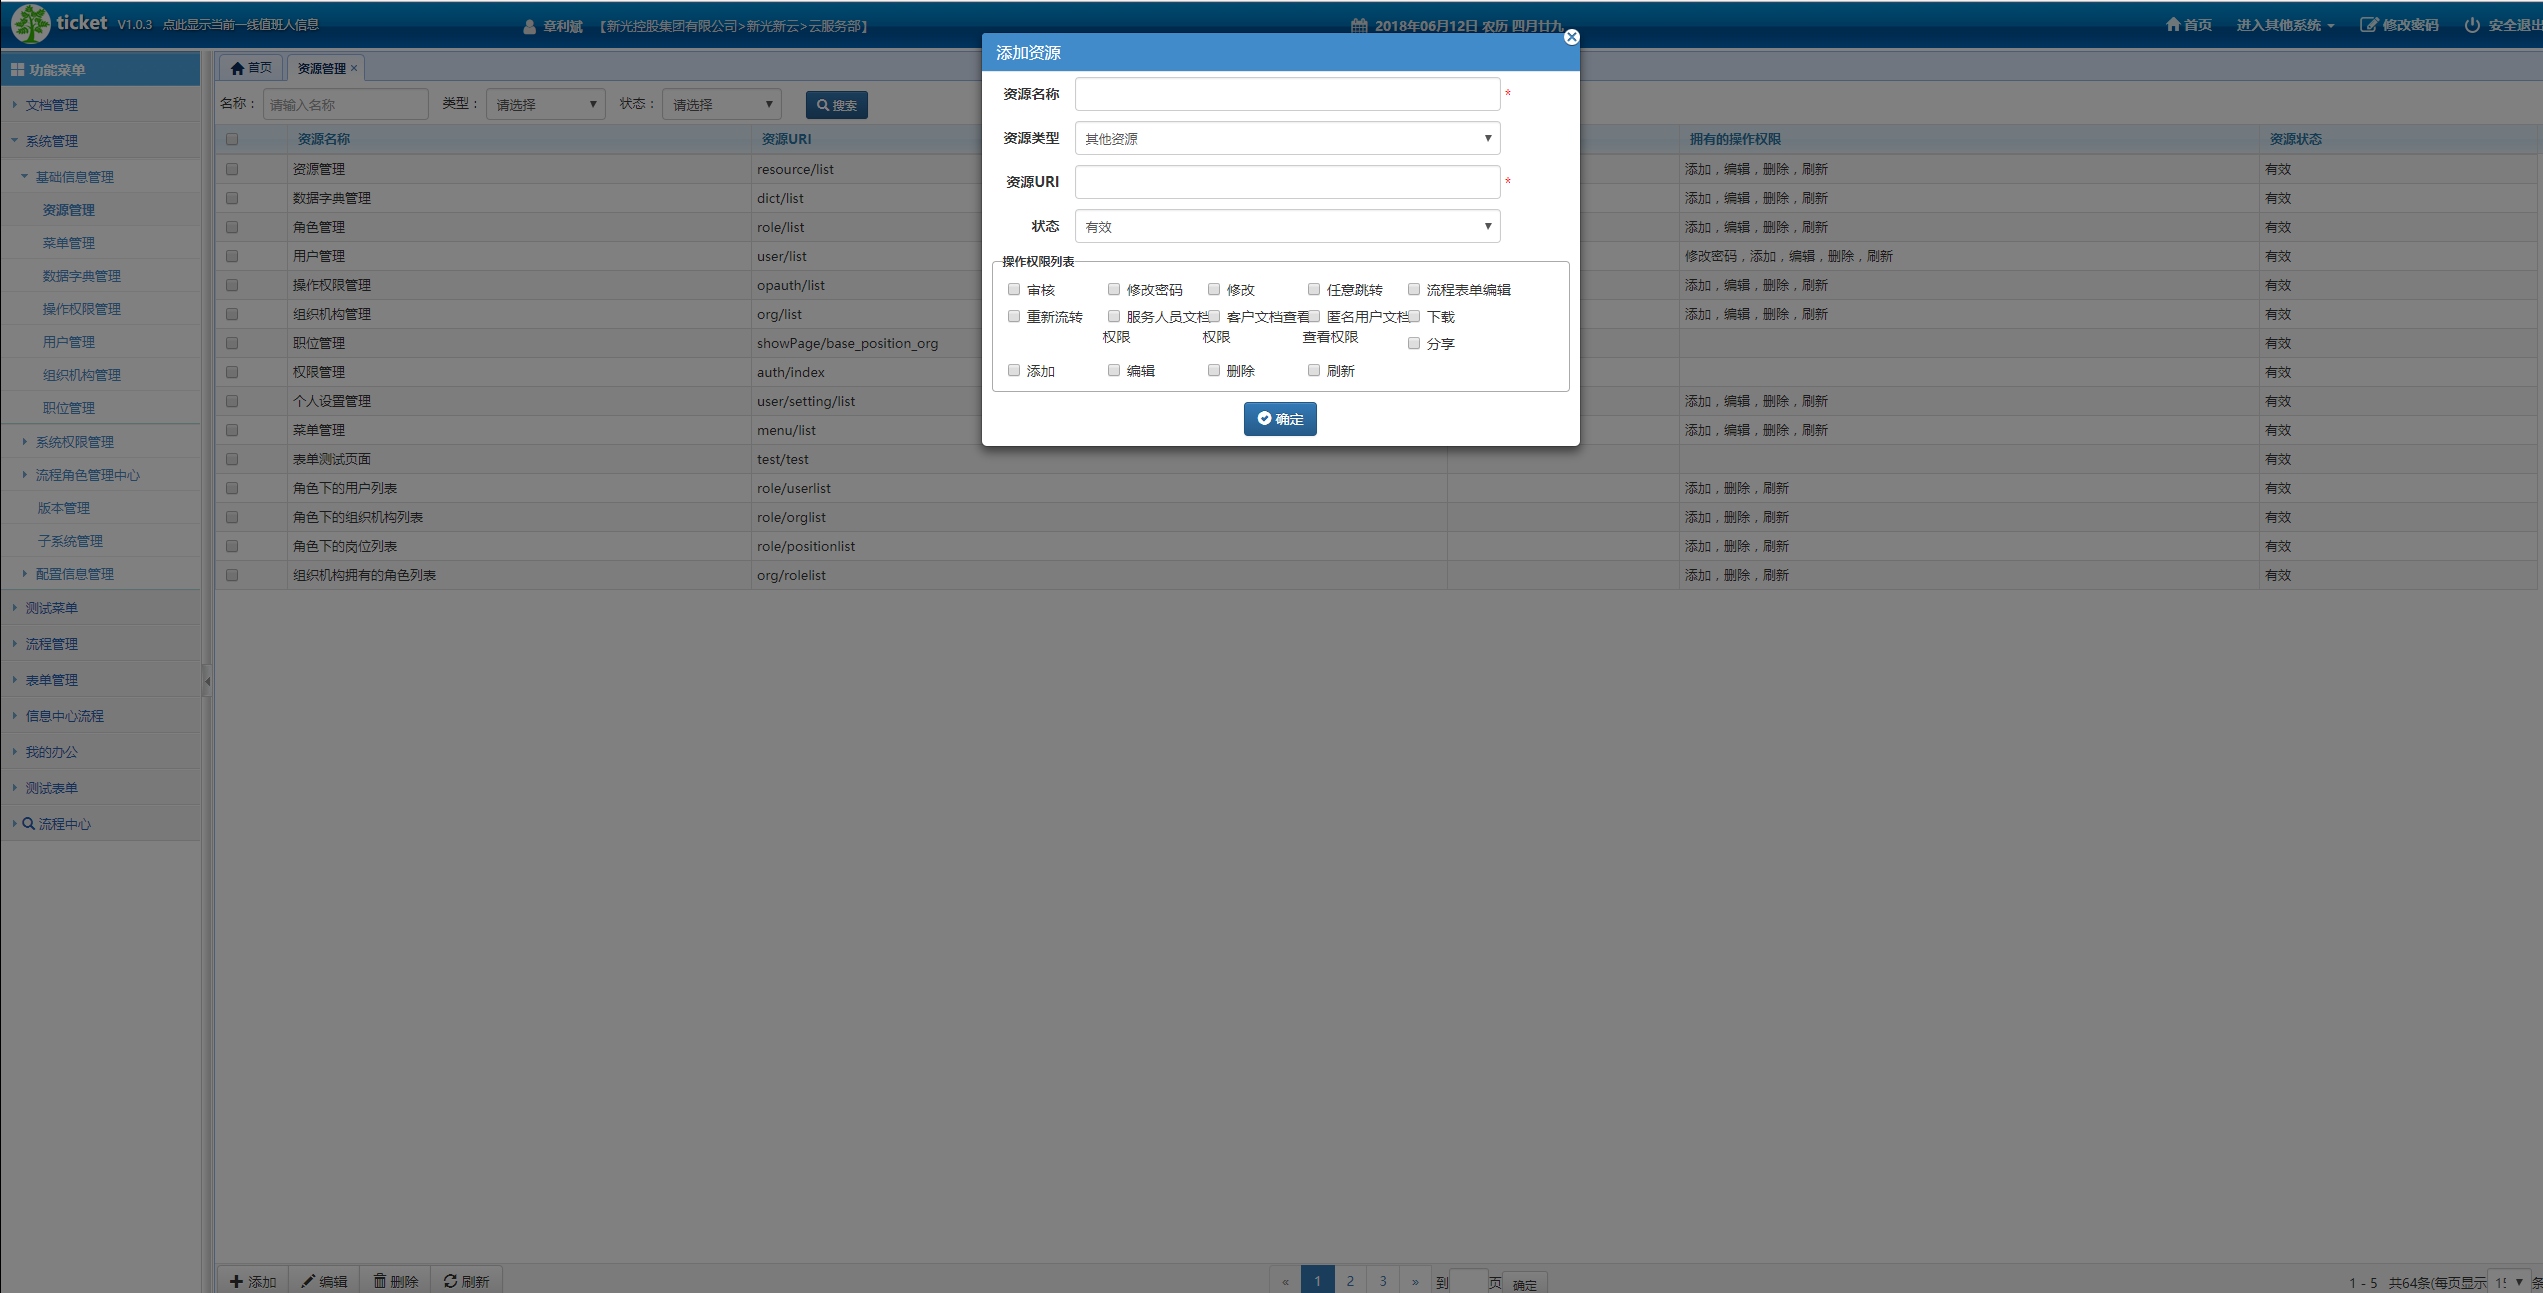 ticket V1.0.3 点此显示当前一线值班人信息 章利斌 【新光控股集团有限公司>新光新云>云服务部】 2018年06月12日 农历 四月廿九 首页 进入其他系统 修改密码 安全退出
功能菜单
文档管理
系统管理
基础信息管理
资源管理
菜单管理
数据字典管理
操作权限管理
用户管理
组织机构管理
职位管理
系统权限管理
流程角色管理中心
版本管理
子系统管理
配置信息管理
测试菜单
流程管理
表单管理
信息中心流程
我的办公
测试表单
流程中心
首页 资源管理 ×
名称： 请输入名称 类型： 请选择 状态： 请选择 搜索
资源名称 资源URI 拥有的操作权限 资源状态
资源管理 resource/list 添加，编辑，删除，刷新 有效
数据字典管理 dict/list 添加，编辑，删除，刷新 有效
角色管理 role/list 添加，编辑，删除，刷新 有效
用户管理 user/list 修改密码，添加，编辑，删除，刷新 有效
操作权限管理 opauth/list 添加，编辑，删除，刷新 有效
组织机构管理 org/list 添加，编辑，删除，刷新 有效
职位管理 showPage/base_position_org 有效
权限管理 auth/index 有效
个人设置管理 user/setting/list 添加，编辑，删除，刷新 有效
菜单管理 menu/list 添加，编辑，删除，刷新 有效
表单测试页面 test/test 有效
角色下的用户列表 role/userlist 添加，删除，刷新 有效
角色下的组织机构列表 role/orglist 添加，删除，刷新 有效
角色下的岗位列表 role/positionlist 添加，删除，刷新 有效
组织机构拥有的角色列表 org/rolelist 添加，删除，刷新 有效
添加资源
资源名称 *
资源类型 其他资源
资源URI *
状态 有效
操作权限列表
审核 修改密码 修改 任意跳转 流程表单编辑
重新流转 服务人员文档 客户文档查看 匿名用户文档 下载
权限 权限 查看权限
分享
添加 编辑 删除 刷新
确定
添加 编辑 删除 刷新 « 1 2 3 » 到 页 确定 1 - 5 共64条(每页显示 15 条